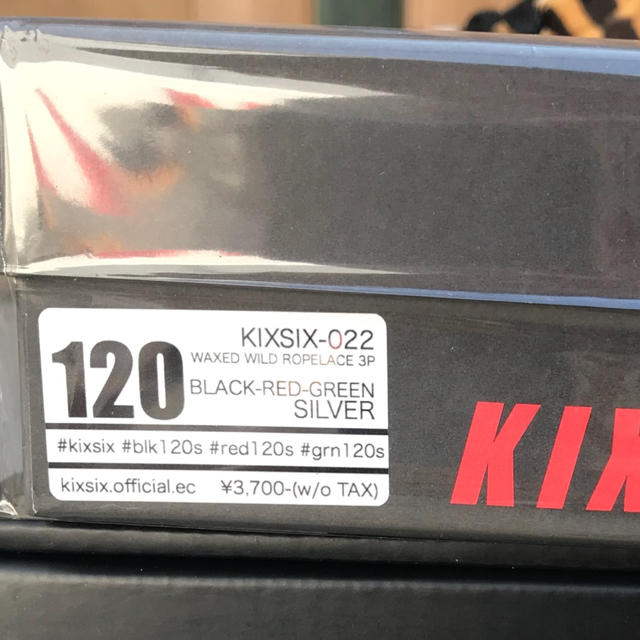 120
KIXSIX-022
WAXED WILD ROPELACE 3P
BLACK-RED-GREEN
SILVER
#kixsix #blk120s #red120s #grn120s
kixsix.official.ec ¥3,700-(w/o TAX)
KIX